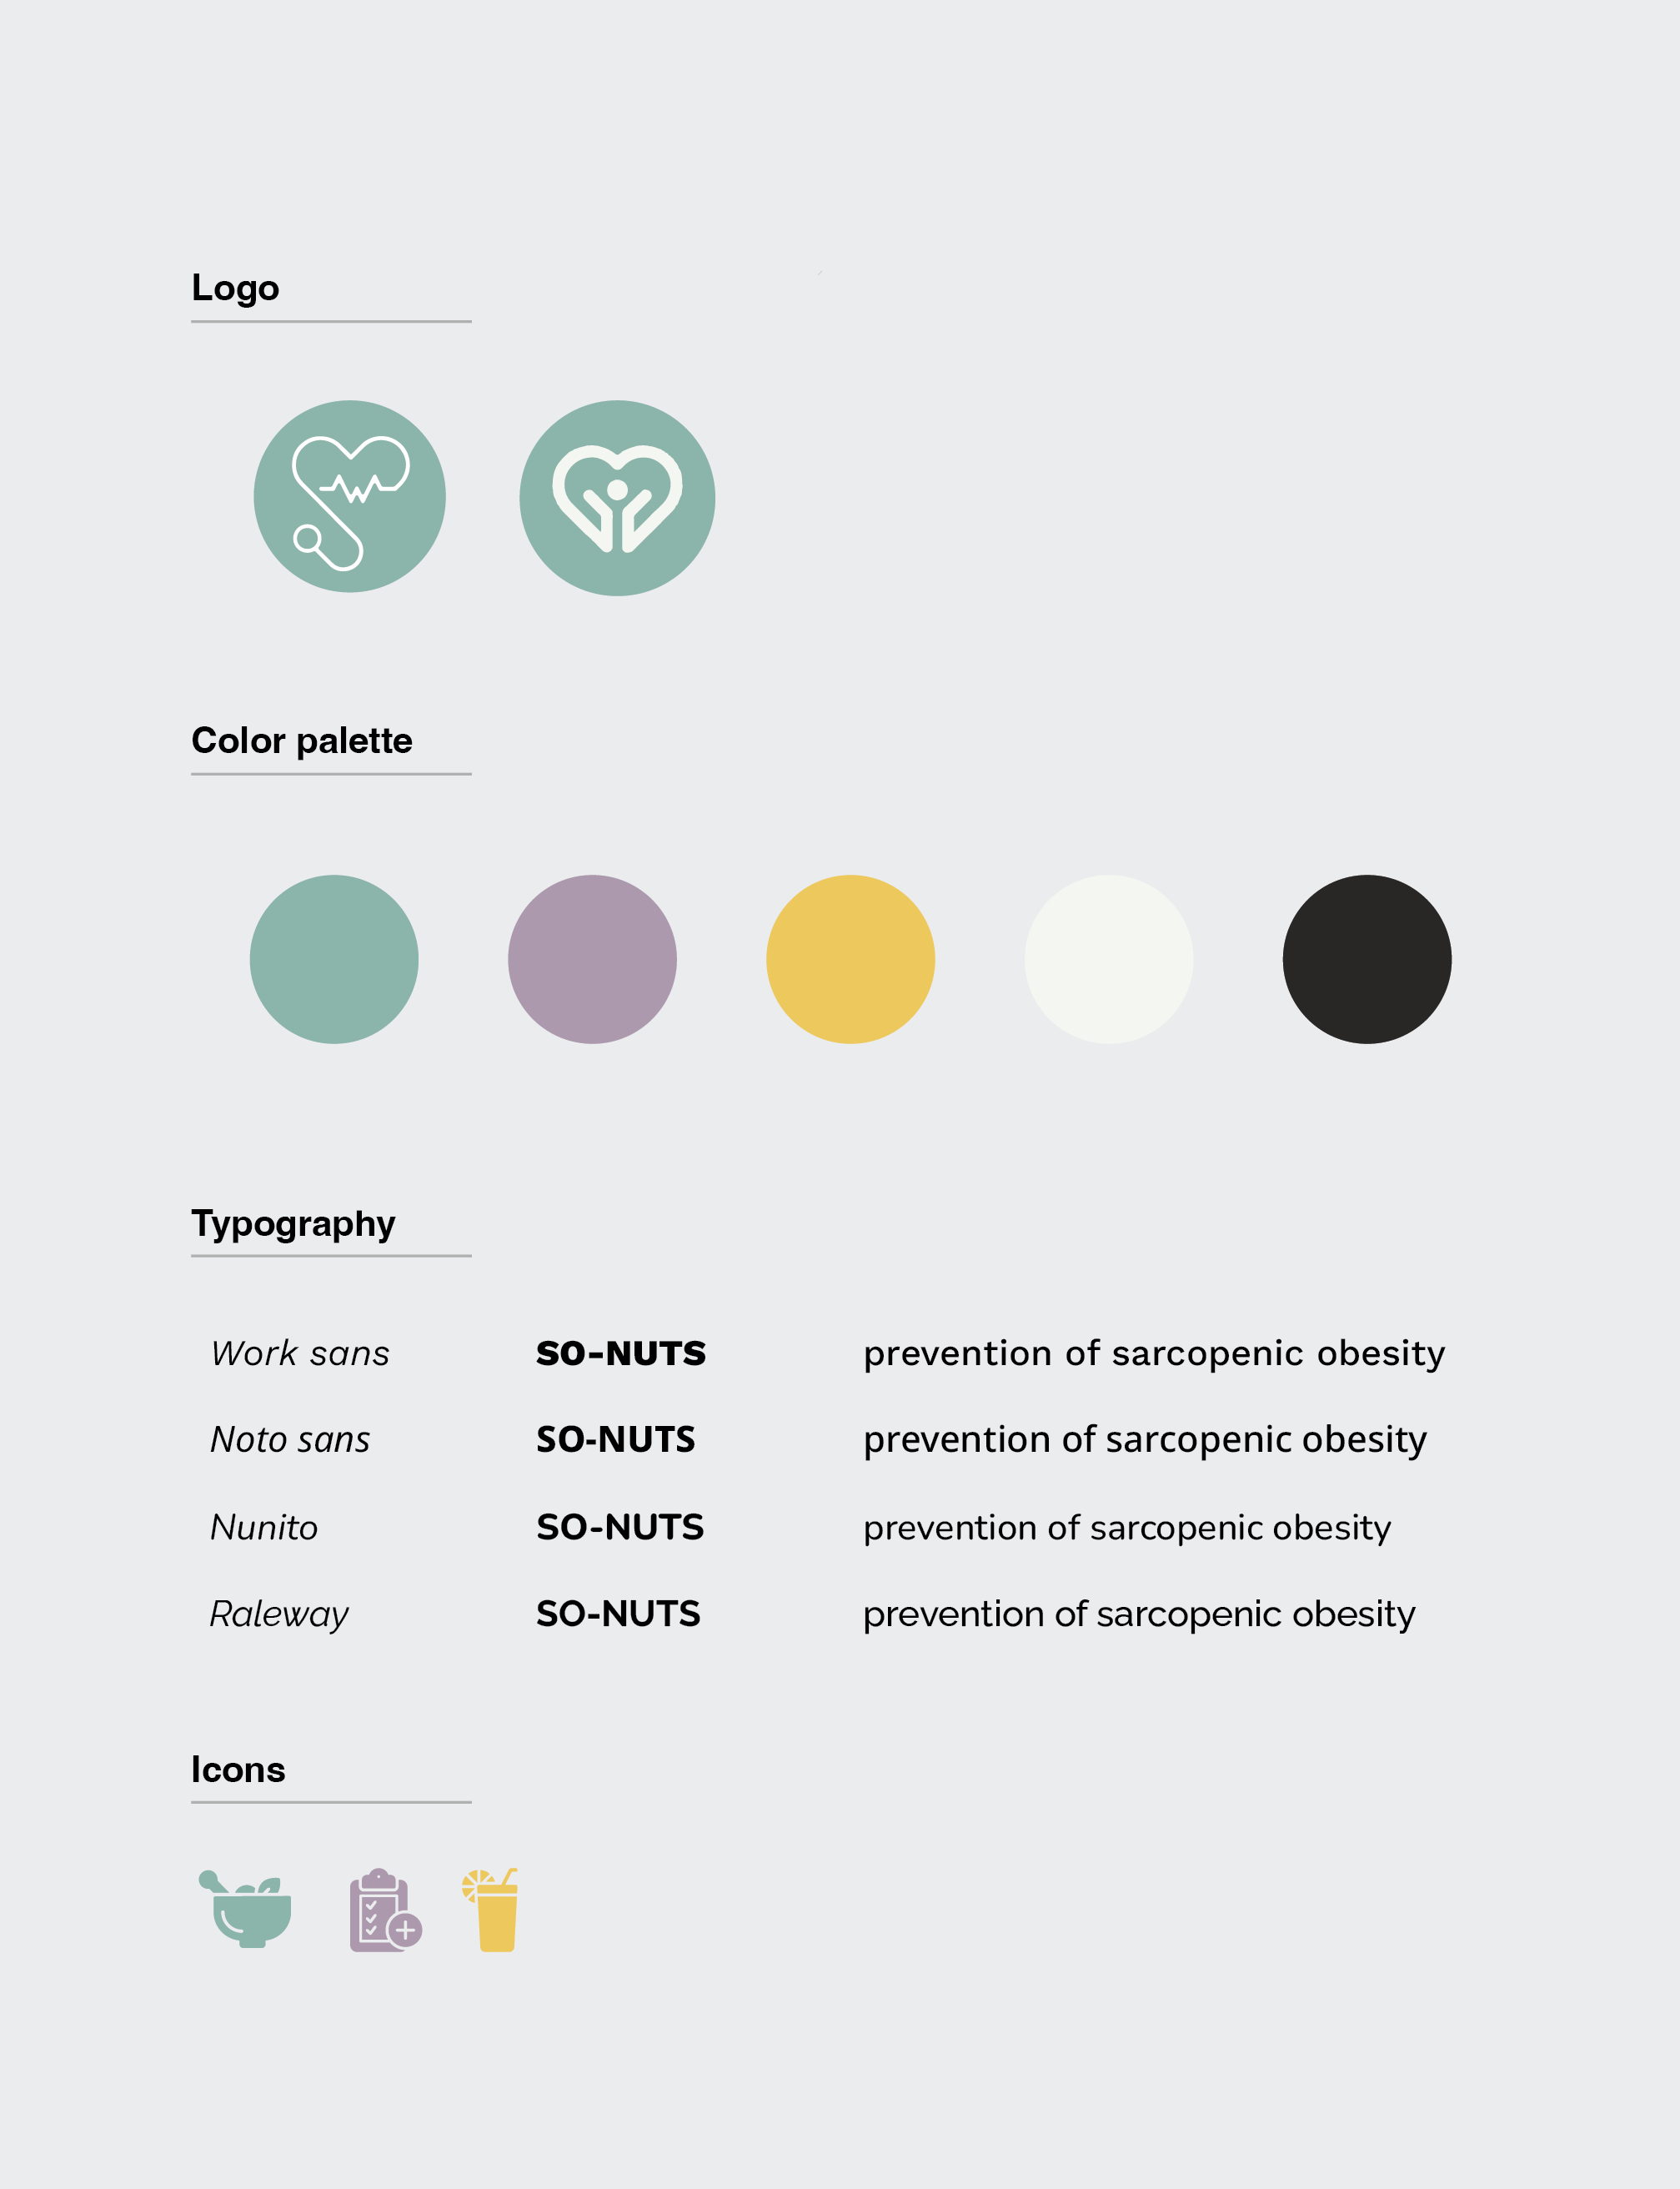 Logo
Color palette
Typography
Work sans SO-NUTS prevention of sarcopenic obesity
Noto sans SO-NUTS prevention of sarcopenic obesity
Nunito SO-NUTS prevention of sarcopenic obesity
Raleway SO-NUTS prevention of sarcopenic obesity
Icons